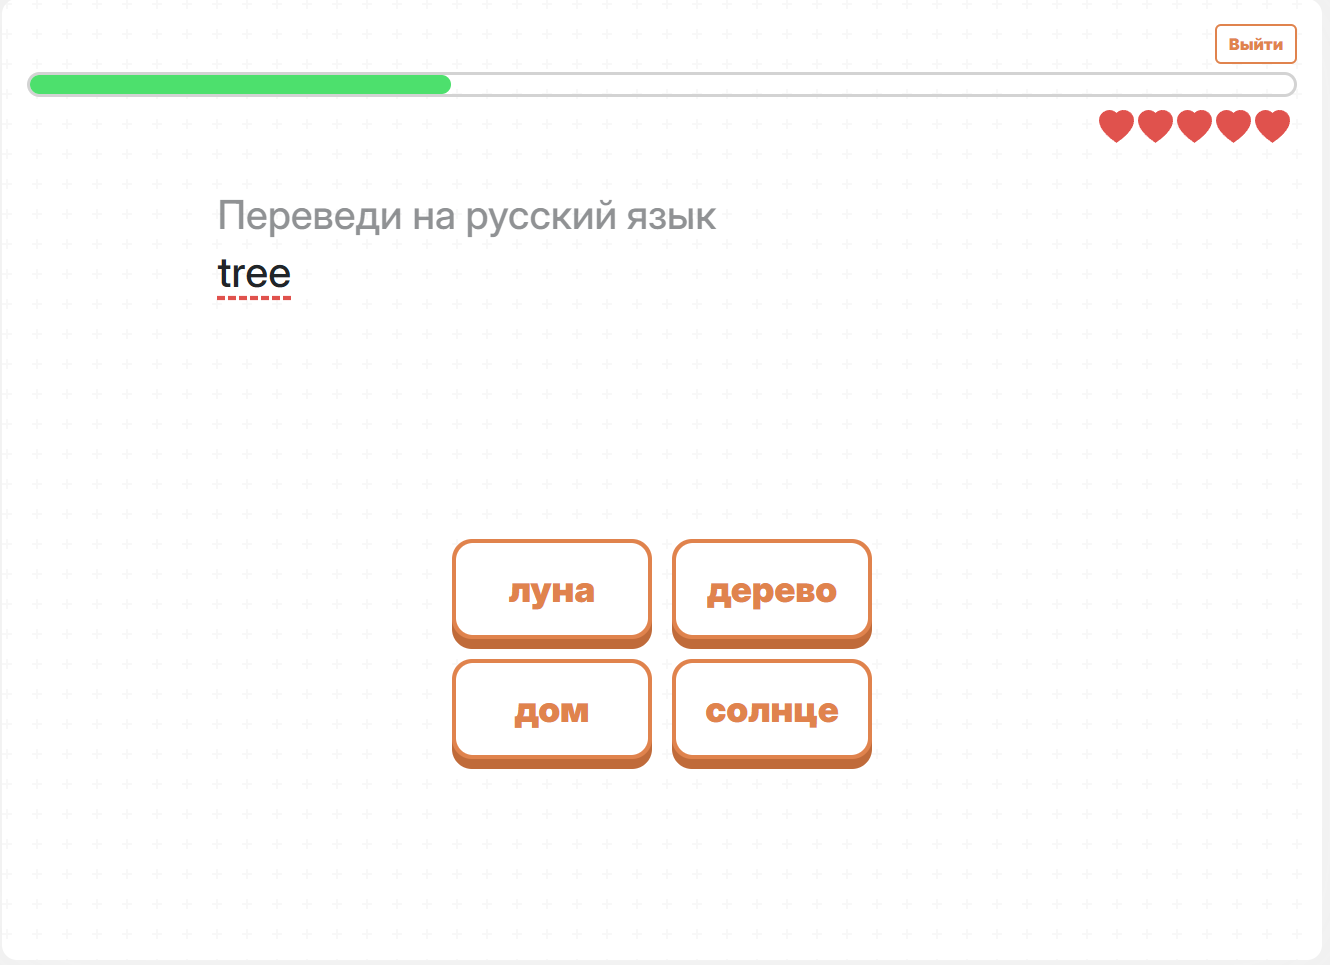 Выйти
Переведи на русский язык
tree
луна
дерево
дом
солнце